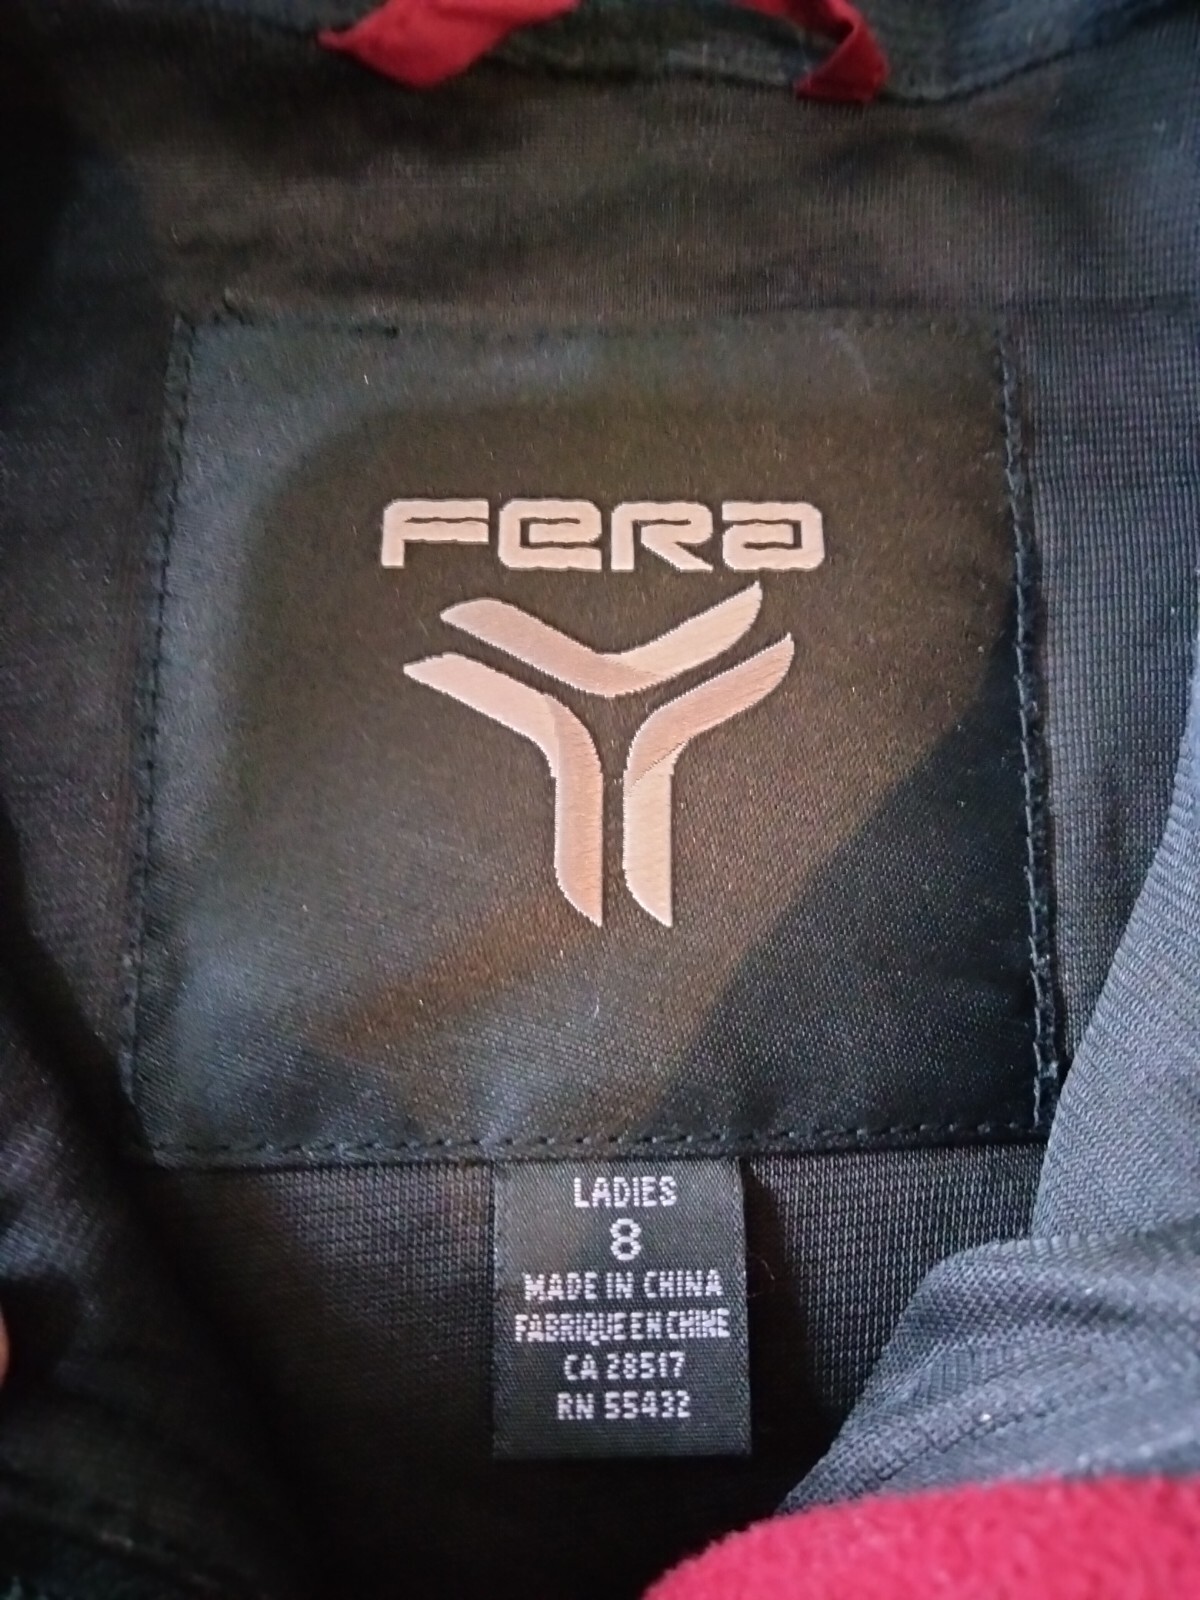 FERA
LADIES
8
MADE IN CHINA
FABRIQUE EN CHINE
CA 28517
RN 55432